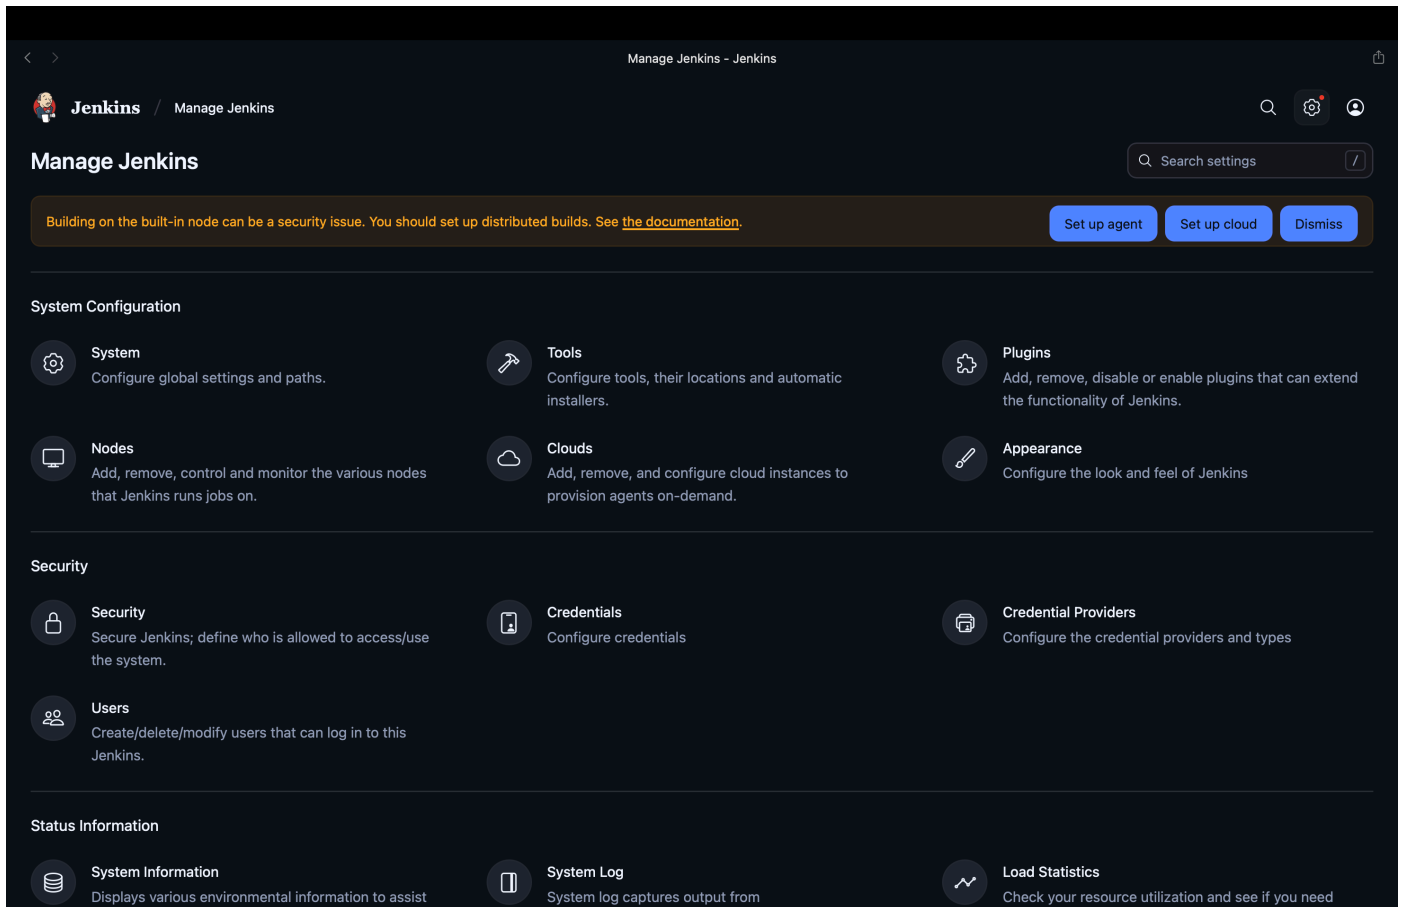 Manage Jenkins - Jenkins
Jenkins / Manage Jenkins
Manage Jenkins
Search settings /
Building on the built-in node can be a security issue. You should set up distributed builds. See the documentation.
Set up agent
Set up cloud
Dismiss
System Configuration
System
Configure global settings and paths.
Tools
Configure tools, their locations and automatic
installers.
Plugins
Add, remove, disable or enable plugins that can extend
the functionality of Jenkins.
Nodes
Add, remove, control and monitor the various nodes
that Jenkins runs jobs on.
Clouds
Add, remove, and configure cloud instances to
provision agents on-demand.
Appearance
Configure the look and feel of Jenkins
Security
Security
Secure Jenkins; define who is allowed to access/use
the system.
Credentials
Configure credentials
Credential Providers
Configure the credential providers and types
Users
Create/delete/modify users that can log in to this
Jenkins.
Status Information
System Information
Displays various environmental information to assist
System Log
System log captures output from
Load Statistics
Check your resource utilization and see if you need